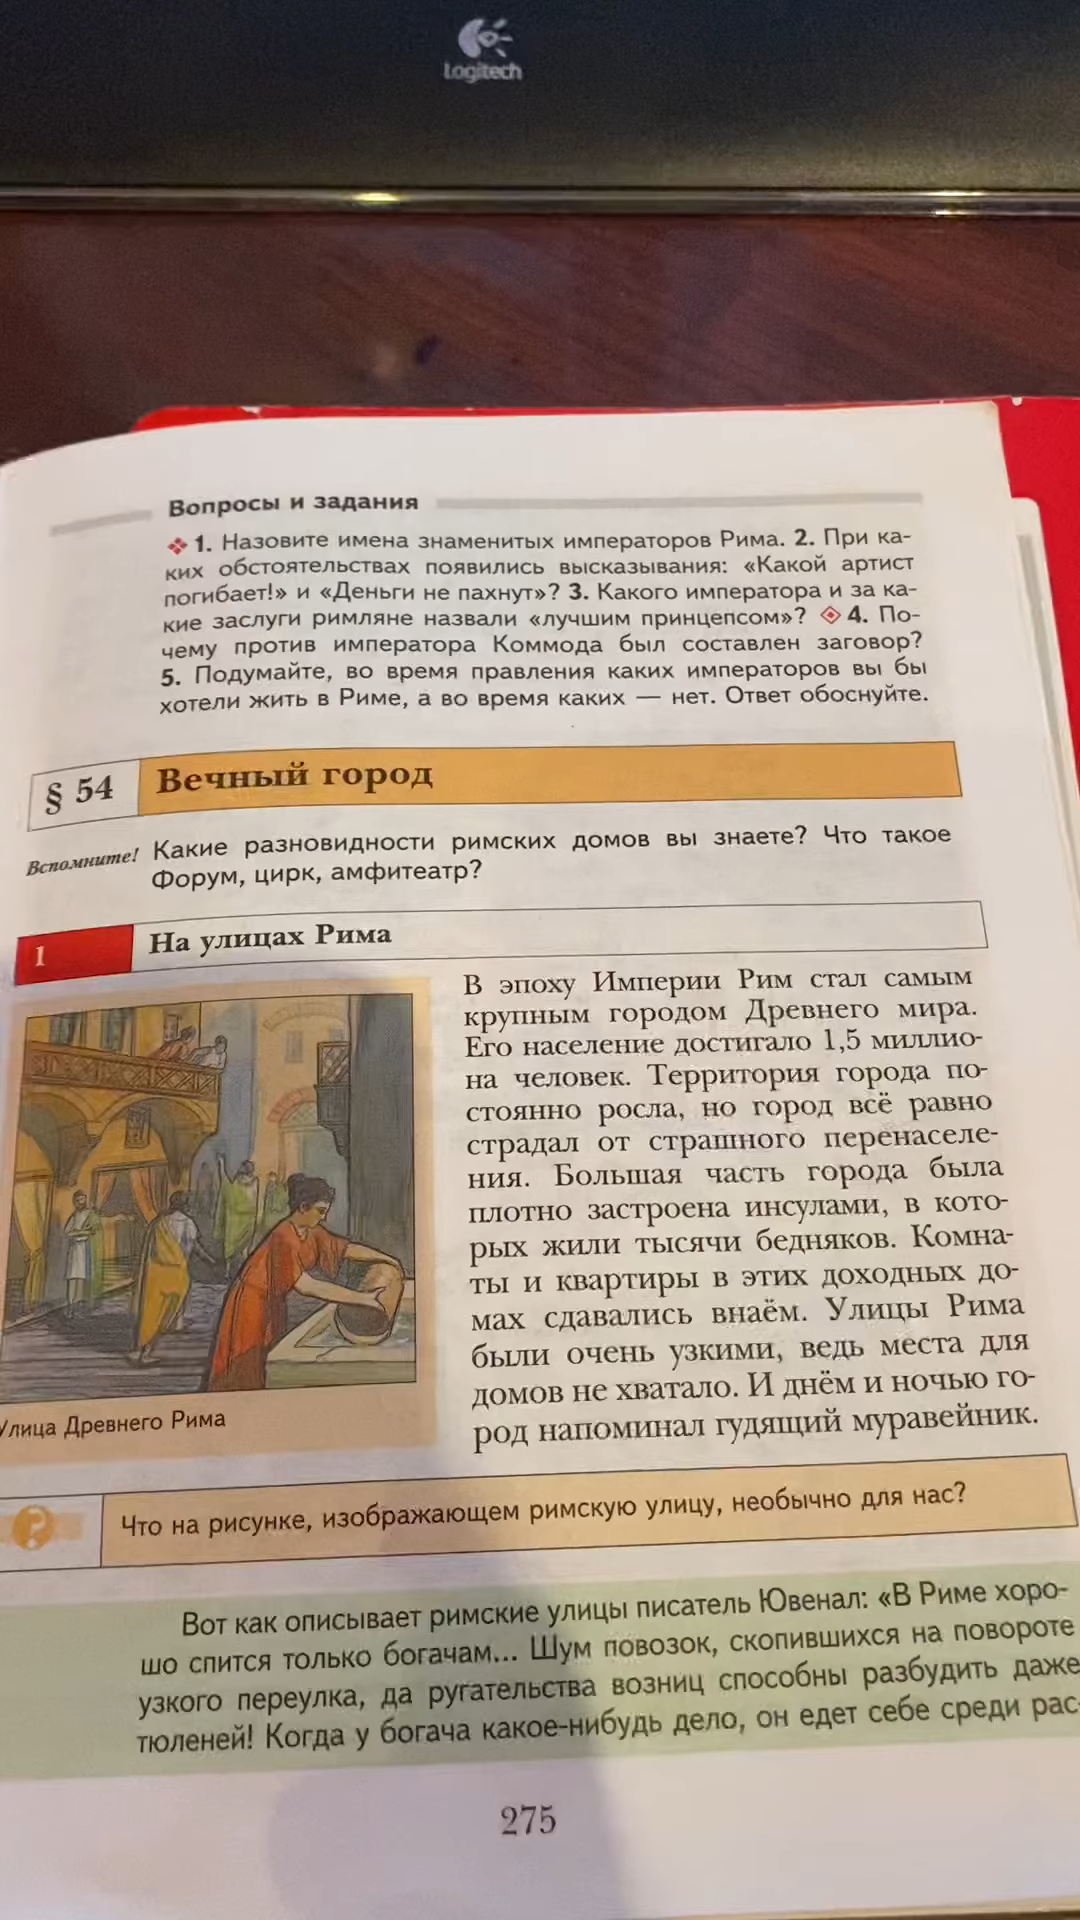 Logitech
Вопросы и задания
1. Назовите имена знаменитых императоров Рима. 2. При ка-
ких обстоятельствах появились высказывания: «Какой артист
погибает!» и «Деньги не пахнут»? 3. Какого императора и за ка-
кие заслуги римляне назвали «лучшим принцепсом»? 4. По-
чему против императора Коммода был составлен заговор?
5. Подумайте, во время правления каких императоров вы бы
хотели жить в Риме, а во время каких — нет. Ответ обоснуйте.
§ 54 Вечный город
Вспомните! Какие разновидности римских домов вы знаете? Что такое
Форум, цирк, амфитеатр?
1 На улицах Рима
В эпоху Империи Рим стал самым
крупным городом Древнего мира.
Его население достигало 1,5 миллио-
на человек. Территория города по-
стоянно росла, но город всё равно
страдал от страшного перенаселе-
ния. Большая часть города была
плотно застроена инсулами, в кото-
рых жили тысячи бедняков. Комна-
ты и квартиры в этих доходных до-
мах сдавались внаём. Улицы Рима
были очень узкими, ведь места для
домов не хватало. И днём и ночью го-
род напоминал гудящий муравейник.
Улица Древнего Рима
? Что на рисунке, изображающем римскую улицу, необычно для нас?
Вот как описывает римские улицы писатель Ювенал: «В Риме хоро-
шо спится только богачам... Шум повозок, скопившихся на повороте
узкого переулка, да ругательства возниц способны разбудить даже
тюленей! Когда у богача какое-нибудь дело, он едет себе среди рас-
275